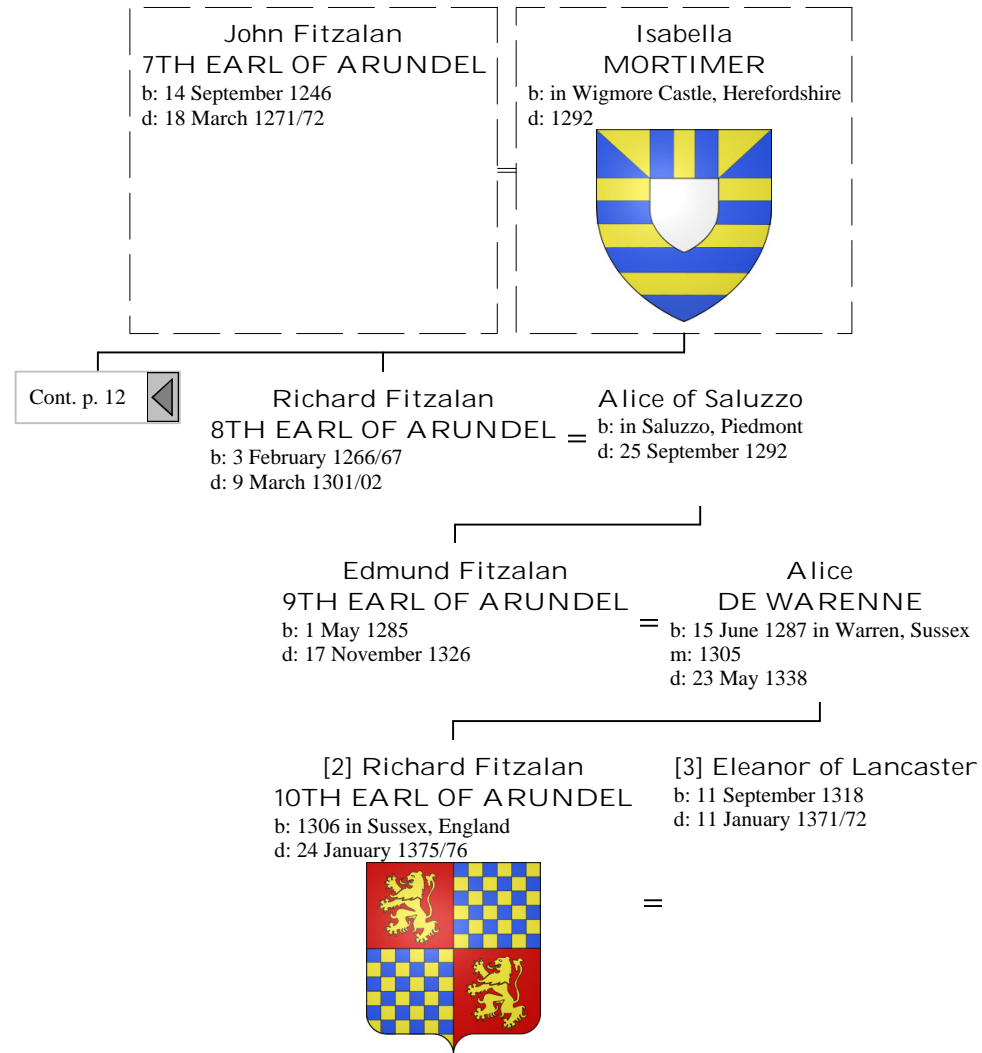 John Fitzalan
7TH EARL OF ARUNDEL
b: 14 September 1246
d: 18 March 1271/72
Isabella
MORTIMER
b: in Wigmore Castle, Herefordshire
d: 1292
=
Cont. p. 12
Richard Fitzalan
8TH EARL OF ARUNDEL
b: 3 February 1266/67
d: 9 March 1301/02
=
Alice of Saluzzo
b: in Saluzzo, Piedmont
d: 25 September 1292
Edmund Fitzalan
9TH EARL OF ARUNDEL
b: 1 May 1285
d: 17 November 1326
=
Alice
DE WARENNE
b: 15 June 1287 in Warren, Sussex
m: 1305
d: 23 May 1338
[2] Richard Fitzalan
10TH EARL OF ARUNDEL
b: 1306 in Sussex, England
d: 24 January 1375/76
=
[3] Eleanor of Lancaster
b: 11 September 1318
d: 11 January 1371/72